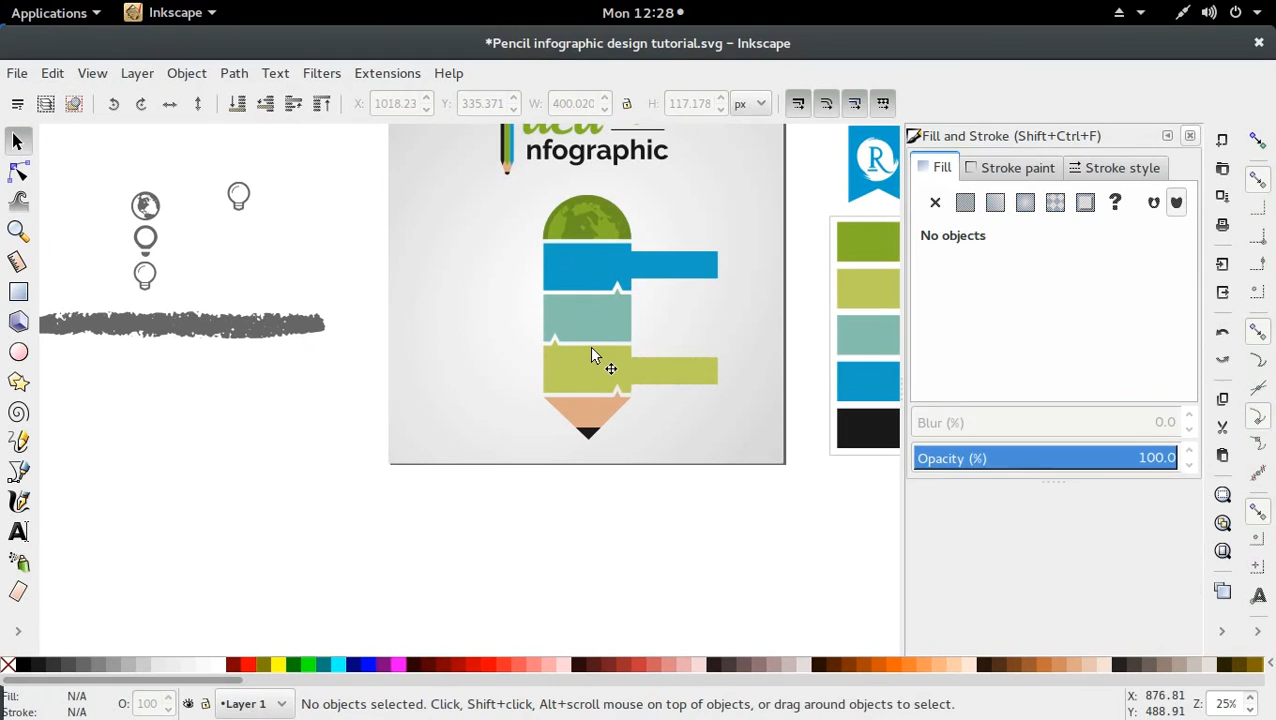 Applications Inkscape Mon 12:28
*Pencil infographic design tutorial.svg – Inkscape
File Edit View Layer Object Path Text Filters Extensions Help
X: 1018.23 Y: 335.371 W: 400.020 H: 117.178 px
Fill and Stroke (Shift+Ctrl+F)
Fill Stroke paint Stroke style
?
No objects
nfographic
R
Blur (%) 0.0
Opacity (%) 100.0
Fill: N/A
Stroke: N/A
O: 100
•Layer 1
No objects selected. Click, Shift+click, Alt+scroll mouse on top of objects, or drag around objects to select.
X: 876.81
Y: 488.91
Z: 25%